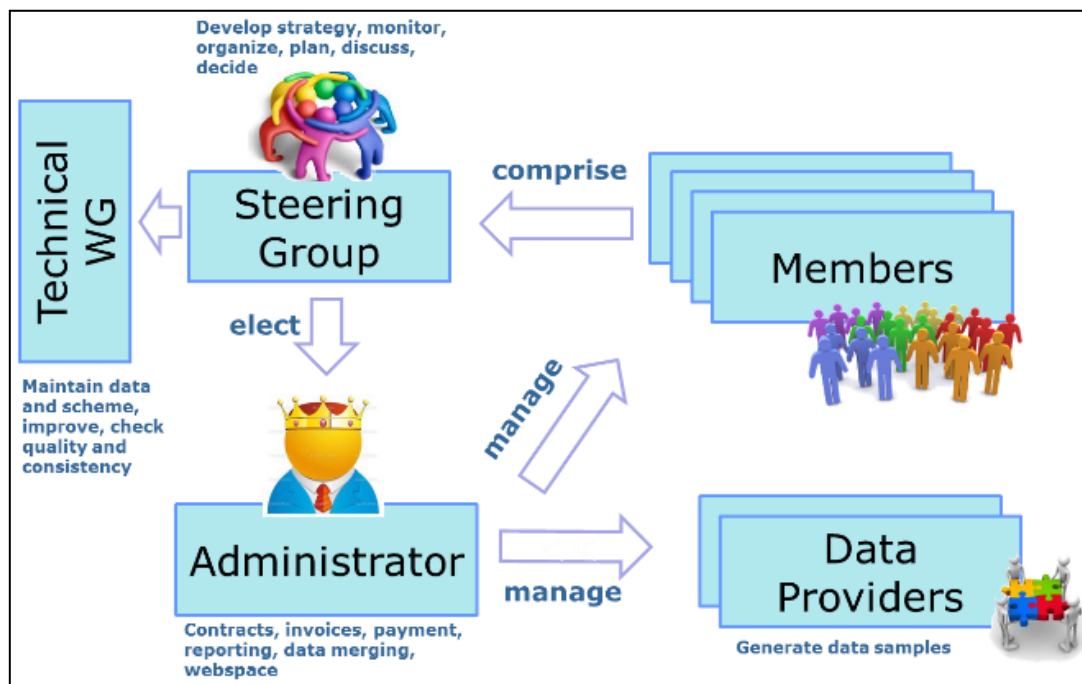 Develop strategy, monitor,
organize, plan, discuss,
decide
Technical
WG
Steering
Group
comprise
Members
elect
Maintain data
and scheme,
improve, check
quality and
consistency
manage
Administrator
manage
Data
Providers
Contracts, invoices, payment,
reporting, data merging,
webspace
Generate data samples